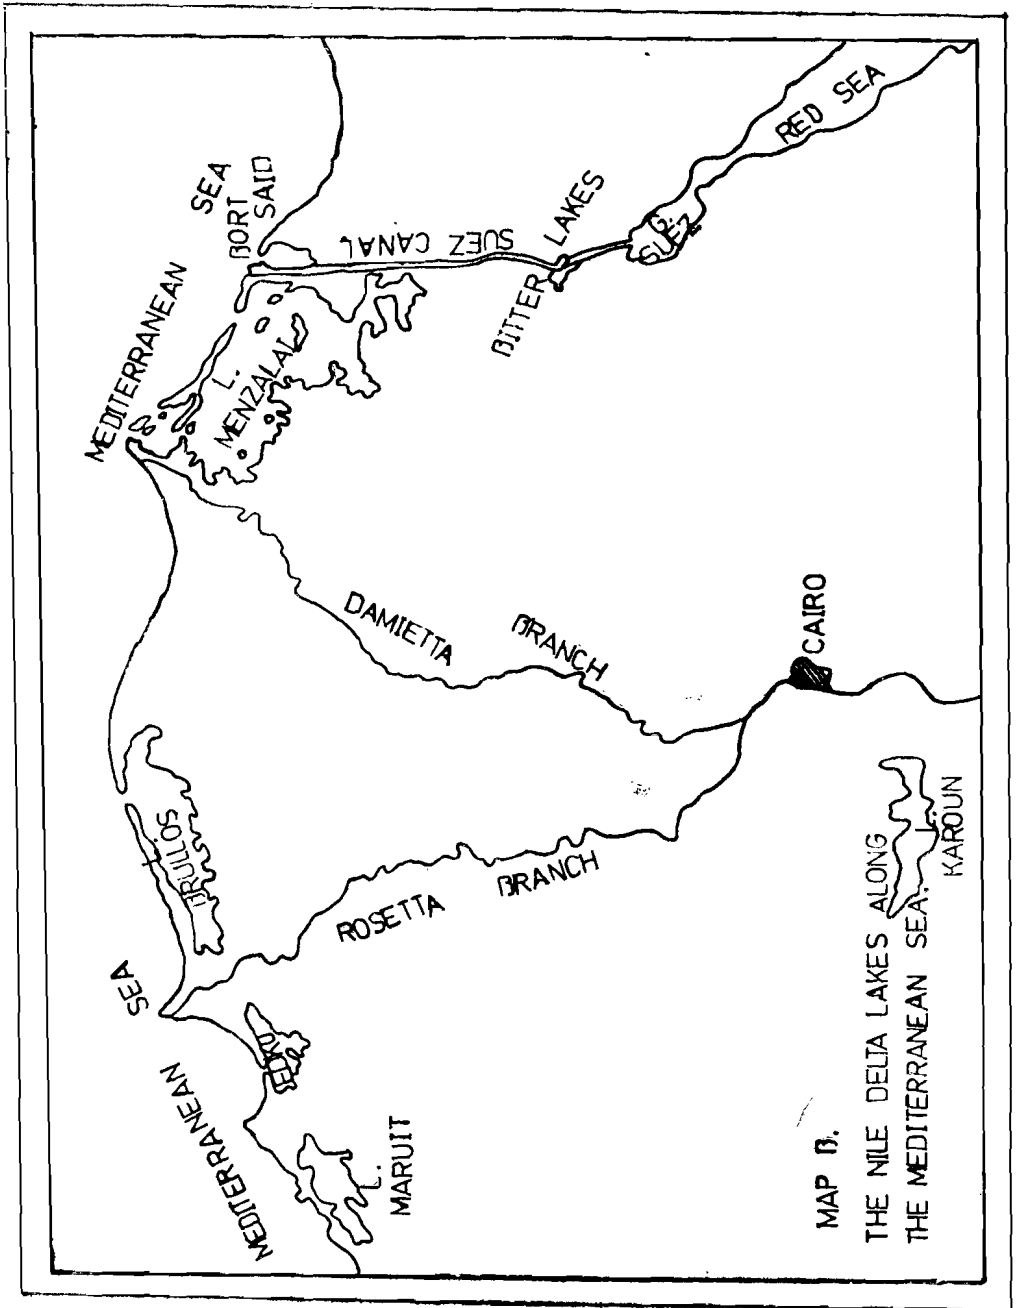 MEDITERRANEAN SEA
MEDITERRANEAN SEA
BORT
SAID
SUEZ CANAL
BITTER LAKES
G.
SUEZ
RED SEA
L.
MENZALAH
DAMIETTA BRANCH
L.
BRULLOS
ROSETTA BRANCH
EDKU
L.
MARUIT
CAIRO
L.
KAROUN
MAP B.
THE NILE DELTA LAKES ALONG
THE MEDITERRANEAN SEA.